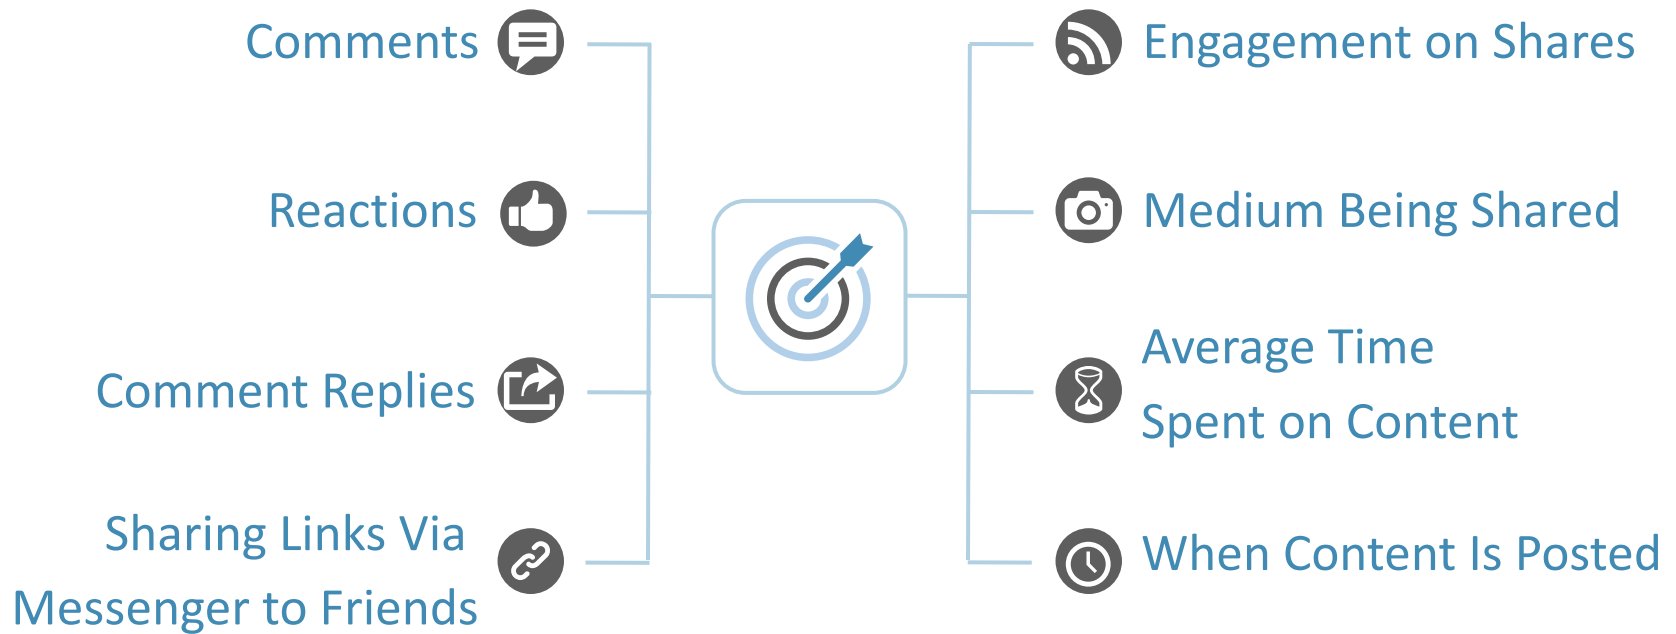 Comments
Reactions
Comment Replies
Sharing Links Via
Messenger to Friends
Engagement on Shares
Medium Being Shared
Average Time
Spent on Content
When Content Is Posted